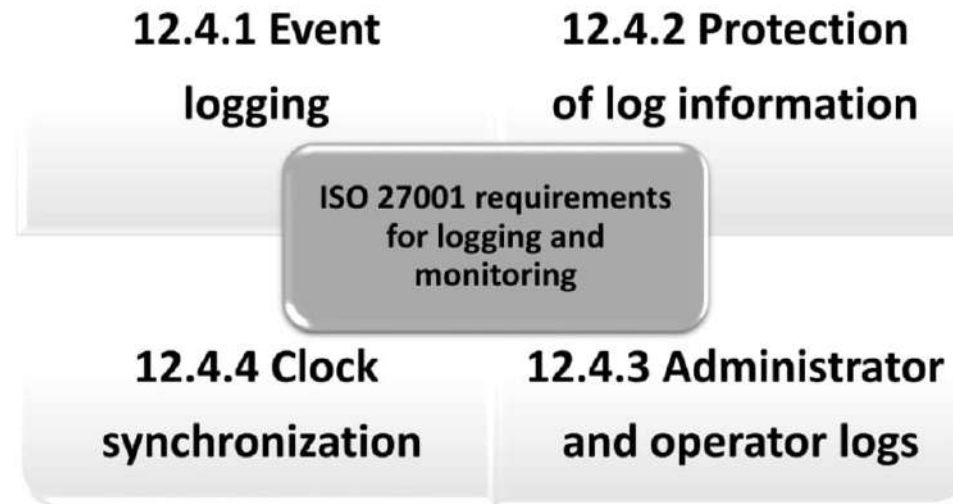 12.4.1 Event
logging
12.4.2 Protection
of log information
ISO 27001 requirements
for logging and
monitoring
12.4.4 Clock
synchronization
12.4.3 Administrator
and operator logs